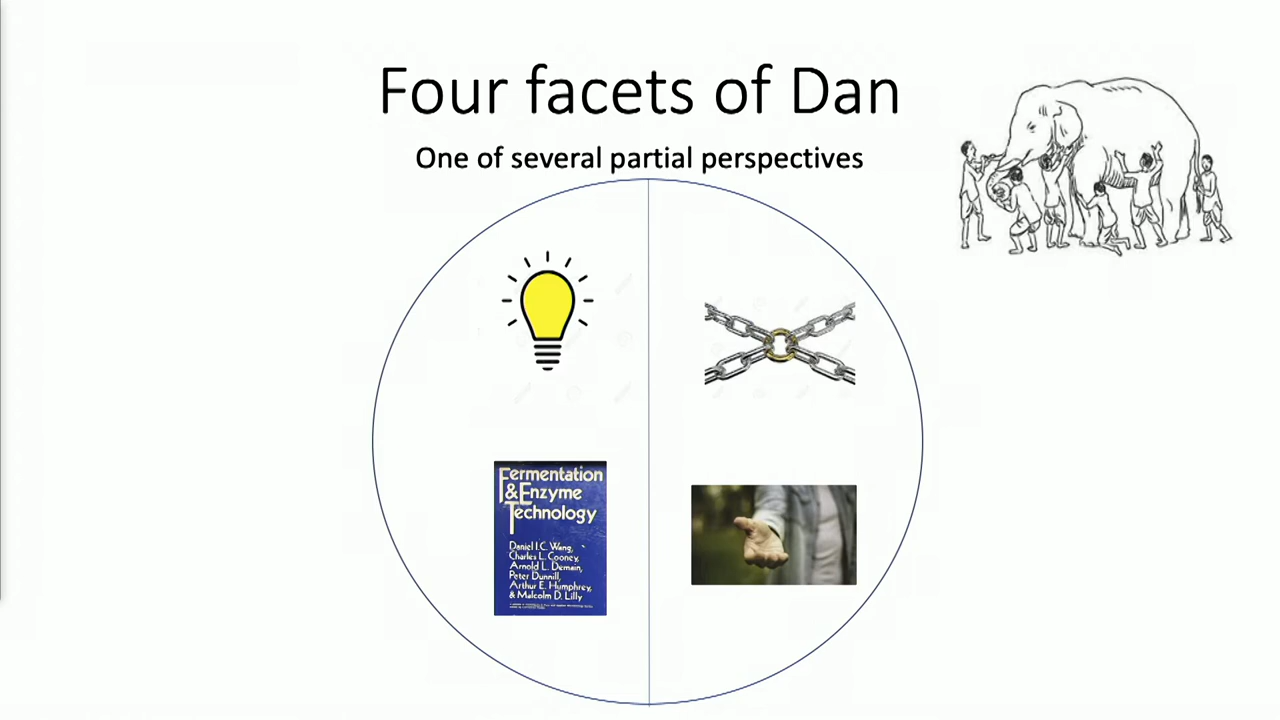 Four facets of Dan
One of several partial perspectives
Fermentation
& Enzyme
Technology
Daniel I.C. Wang,
Charles L. Cooney,
Arnold L. Demain,
Peter Dunnill,
Arthur E. Humphrey,
& Malcolm D. Lilly